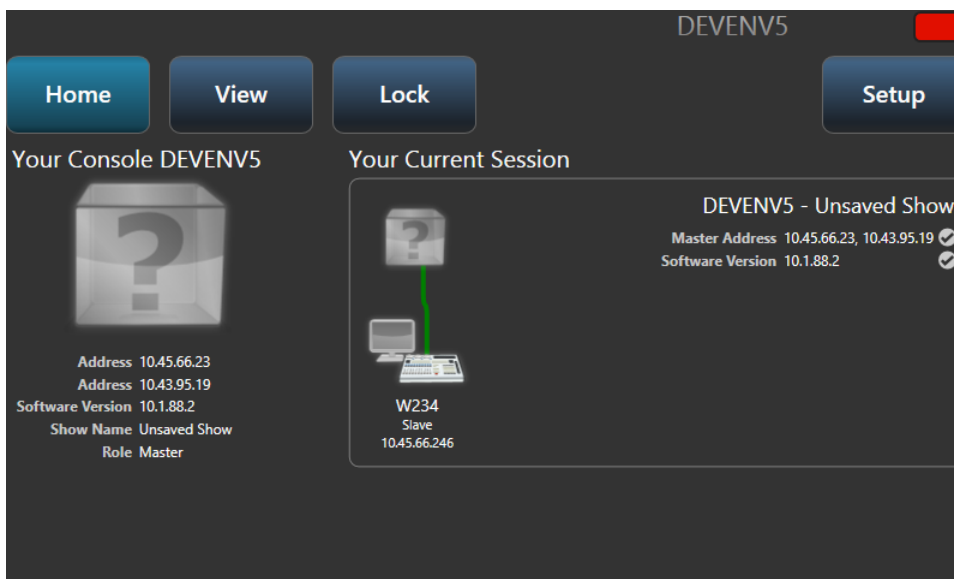 DEVENV5
Home
View
Lock
Setup
Your Console DEVENV5
?
Address 10.45.66.23
Address 10.43.95.19
Software Version 10.1.88.2
Show Name Unsaved Show
Role Master
Your Current Session
?
DEVENV5 - Unsaved Show
Master Address 10.45.66.23, 10.43.95.19
Software Version 10.1.88.2
W234
Slave
10.45.66.246